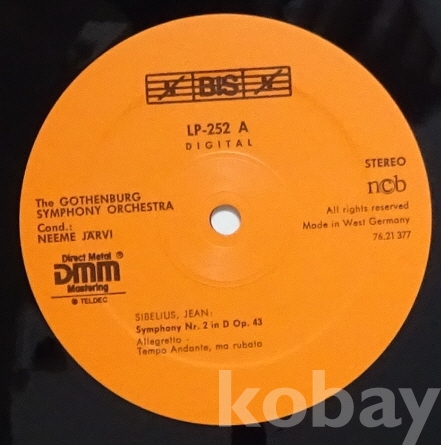 BIS
LP-252 A
DIGITAL
STEREO
ncb
The GOTHENBURG
SYMPHONY ORCHESTRA
Cond.:
NEEME JÄRVI
All rights reserved
Made in West Germany
76.21 377
Direct Metal ®
DMM
Mastering
® TELDEC
SIBELIUS, JEAN:
Symphony Nr. 2 in D Op. 43
Allegretto -
Tempo Andante, ma rubato
kobay